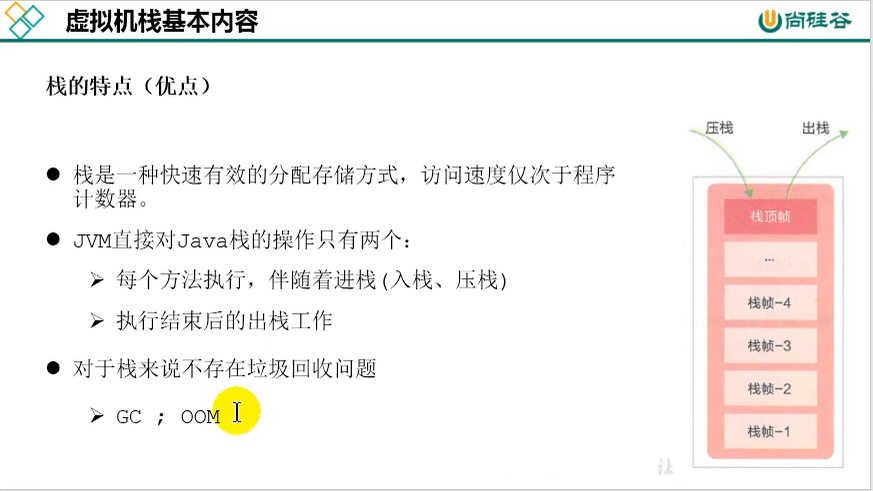 虚拟机栈基本内容
尚硅谷
栈的特点（优点）
栈是一种快速有效的分配存储方式，访问速度仅次于程序
计数器。
JVM直接对Java栈的操作只有两个：
每个方法执行，伴随着进栈(入栈、压栈)
执行结束后的出栈工作
对于栈来说不存在垃圾回收问题
GC ; OOM
压栈
出栈
栈顶帧
...
栈帧-4
栈帧-3
栈帧-2
栈帧-1
让